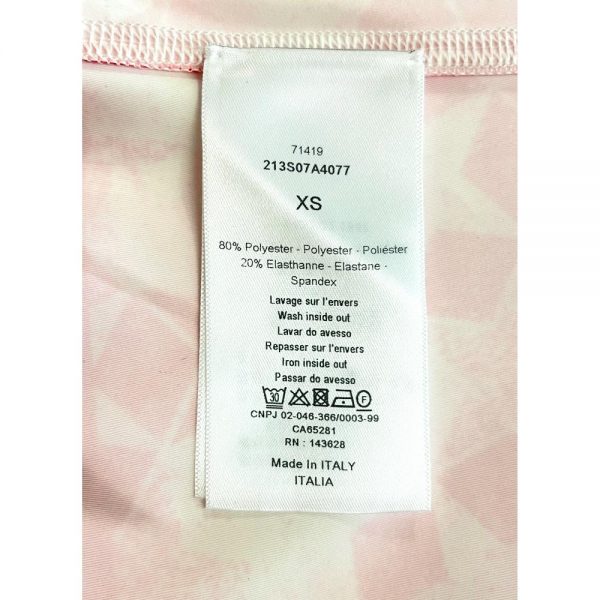 71419
213S07A4077
XS
80% Polyester - Polyester - Poliéster
20% Elasthanne - Elastane -
Spandex
Lavage sur l'envers
Wash inside out
Lavar do avesso
Repasser sur l'envers
Iron inside out
Passar do avesso
30 F
CNPJ 02-046-366/0003-99
CA65281
RN : 143628
Made In ITALY
ITALIA